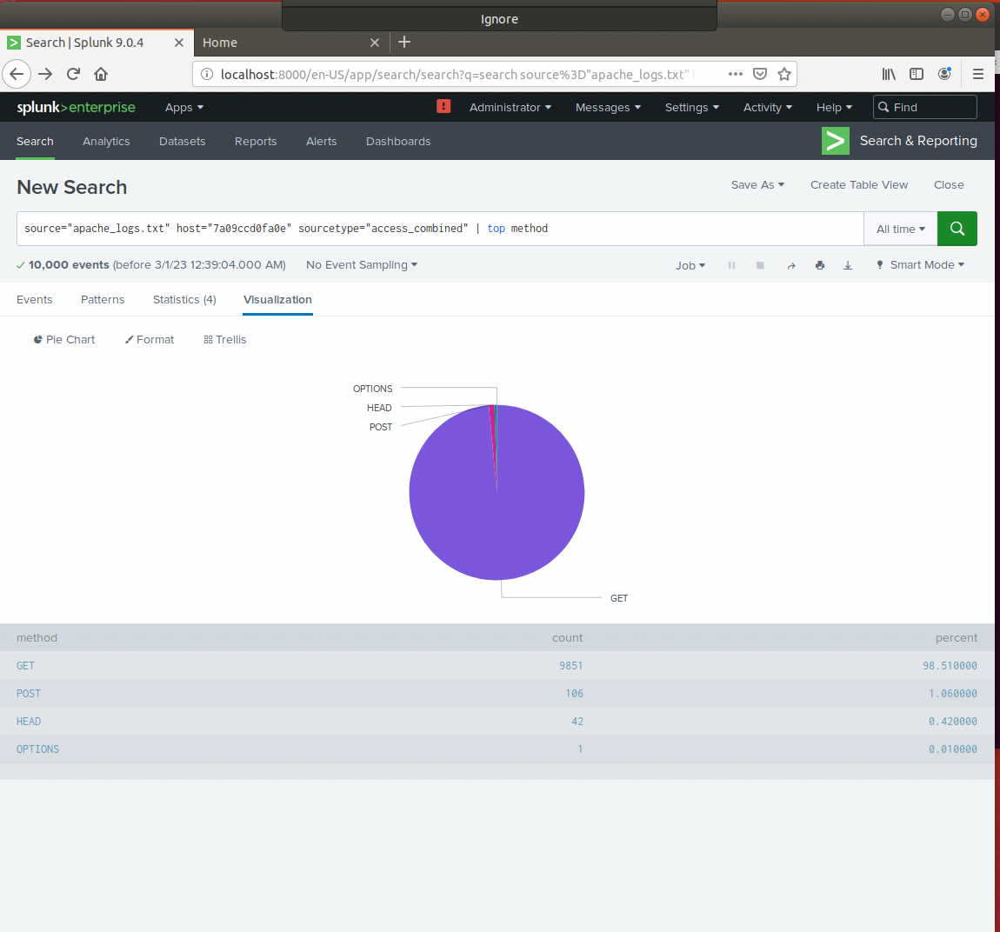 Ignore
Search | Splunk 9.0.4
Home
localhost:8000/en-US/app/search/search?q=search source%3D"apache_logs.txt"
splunk>enterprise Apps Administrator Messages Settings Activity Help Find
Search Analytics Datasets Reports Alerts Dashboards Search & Reporting
New Search Save As Create Table View Close
source="apache_logs.txt" host="7a09ccd0fa0e" sourcetype="access_combined" | top method All time
10,000 events (before 3/1/23 12:39:04.000 AM) No Event Sampling Job Smart Mode
Events Patterns Statistics (4) Visualization
Pie Chart Format Trellis
OPTIONS
HEAD
POST
GET
method count percent
GET 9851 98.510000
POST 106 1.060000
HEAD 42 0.420000
OPTIONS 1 0.010000